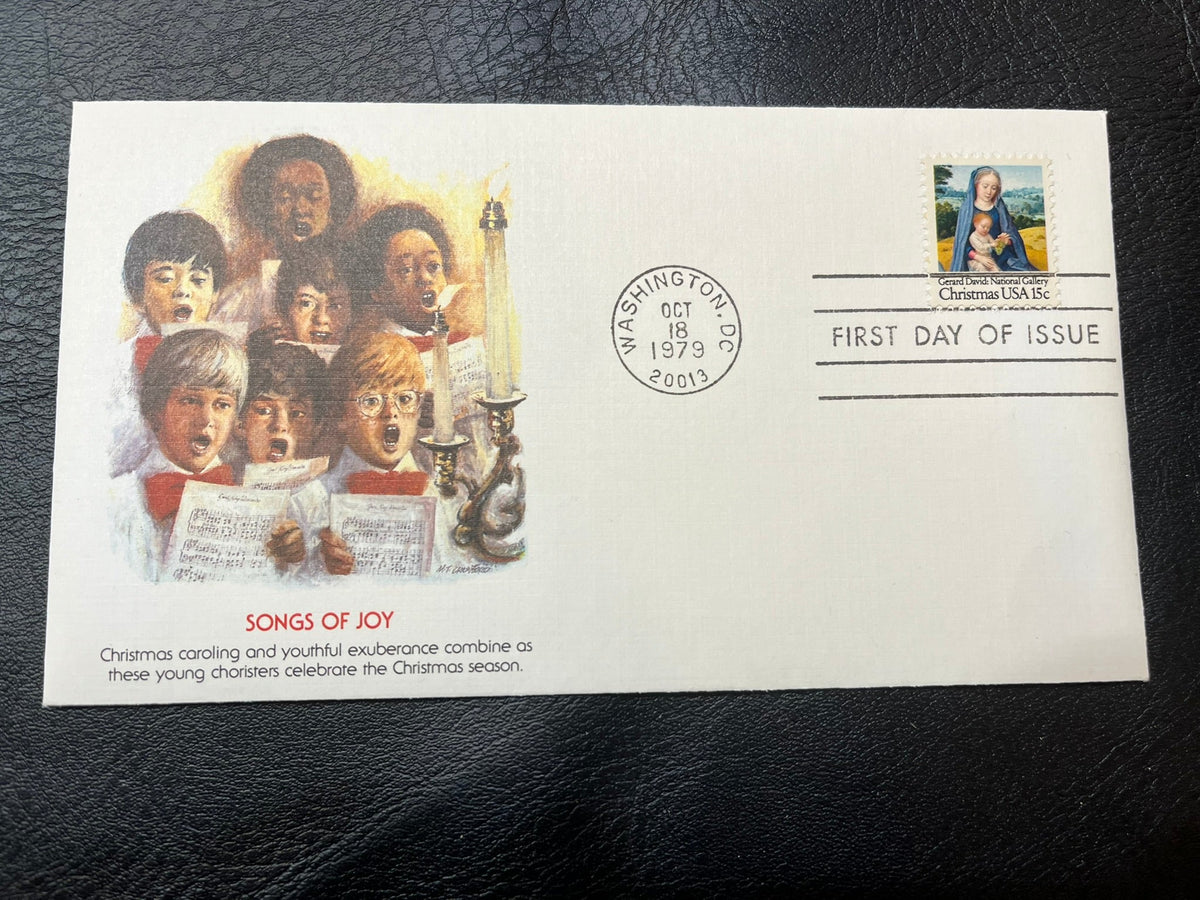 Gerard David: National Gallery
Christmas USA 15c
WASHINGTON, DC
OCT
18
1979
20013
FIRST DAY OF ISSUE
SONGS OF JOY
Christmas caroling and youthful exuberance combine as
these young choristers celebrate the Christmas season.